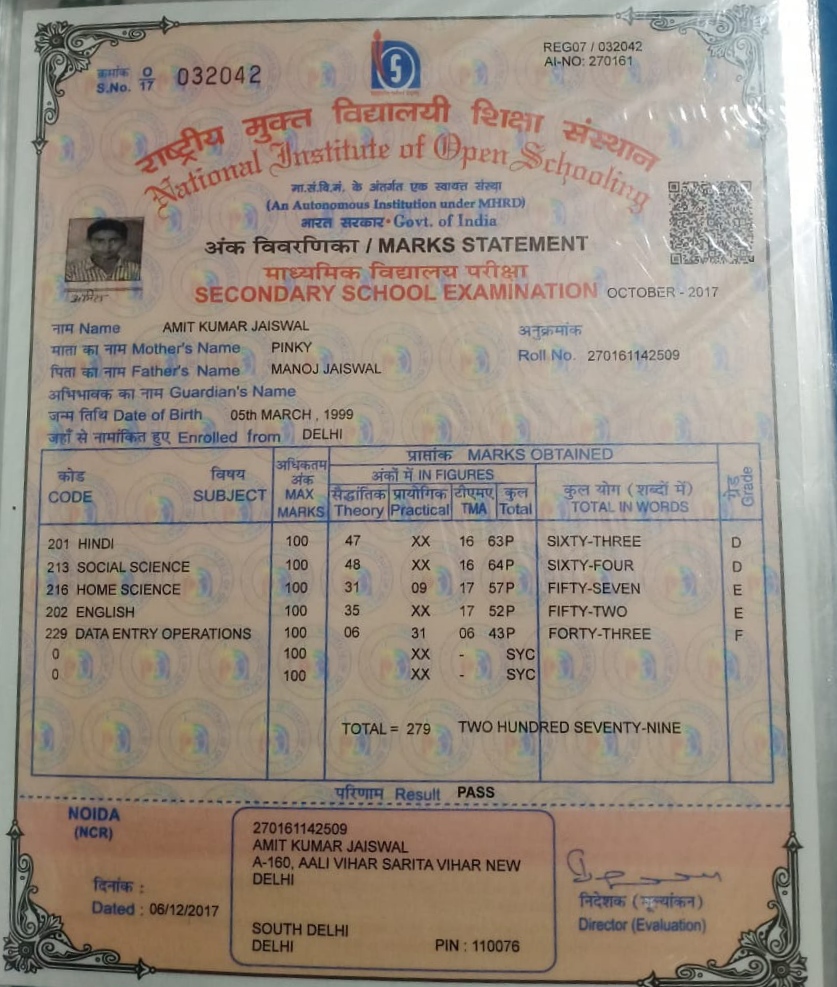 REG07 / 032042
AI-NO: 270161
क्रमांक O
S.No. 17 032042
राष्ट्रीय मुक्त विद्यालयी शिक्षा संस्थान
National Institute of Open Schooling
मा.सं.वि.मं. के अंतर्गत एक स्वायत्त संस्था
(An Autonomous Institution under MHRD)
भारत सरकार • Govt. of India
अंक विवरणिका / MARKS STATEMENT
माध्यमिक विद्यालय परीक्षा
SECONDARY SCHOOL EXAMINATION OCTOBER - 2017
नाम Name AMIT KUMAR JAISWAL अनुक्रमांक
माता का नाम Mother's Name PINKY Roll No. 270161142509
पिता का नाम Father's Name MANOJ JAISWAL
अभिभावक का नाम Guardian's Name
जन्म तिथि Date of Birth 05th MARCH , 1999
जहाँ से नामांकित हुए Enrolled from DELHI
प्राप्तांक MARKS OBTAINED
कोड विषय अधिकतम अंक अंकों में IN FIGURES कुल योग (शब्दों में) ग्रेड
CODE SUBJECT MAX MARKS सैद्धांतिक Theory प्रायोगिक Practical टीएमए TMA कुल Total TOTAL IN WORDS Grade
201 HINDI 100 47 XX 16 63P SIXTY-THREE D
213 SOCIAL SCIENCE 100 48 XX 16 64P SIXTY-FOUR D
216 HOME SCIENCE 100 31 09 17 57P FIFTY-SEVEN E
202 ENGLISH 100 35 XX 17 52P FIFTY-TWO E
229 DATA ENTRY OPERATIONS 100 06 31 06 43P FORTY-THREE F
0 100 XX - SYC
0 100 XX - SYC
TOTAL = 279 TWO HUNDRED SEVENTY-NINE
परिणाम Result PASS
NOIDA
(NCR)
270161142509
AMIT KUMAR JAISWAL
A-160, AALI VIHAR SARITA VIHAR NEW
DELHI
SOUTH DELHI
DELHI PIN : 110076
दिनांक :
Dated : 06/12/2017
निदेशक (मूल्यांकन)
Director (Evaluation)